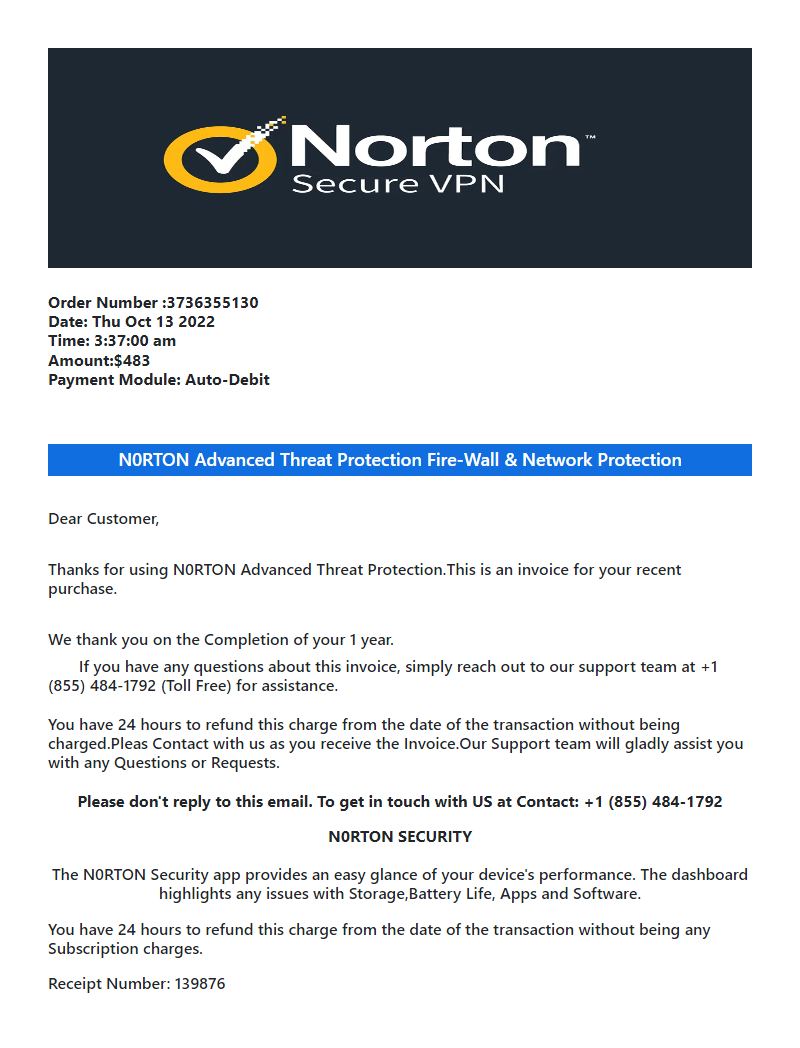 Norton™
Secure VPN
Order Number :3736355130
Date: Thu Oct 13 2022
Time: 3:37:00 am
Amount:$483
Payment Module: Auto-Debit
N0RTON Advanced Threat Protection Fire-Wall & Network Protection
Dear Customer,
Thanks for using N0RTON Advanced Threat Protection.This is an invoice for your recent
purchase.
We thank you on the Completion of your 1 year.
If you have any questions about this invoice, simply reach out to our support team at +1
(855) 484-1792 (Toll Free) for assistance.
You have 24 hours to refund this charge from the date of the transaction without being
charged.Pleas Contact with us as you receive the Invoice.Our Support team will gladly assist you
with any Questions or Requests.
Please don't reply to this email. To get in touch with US at Contact: +1 (855) 484-1792
N0RTON SECURITY
The N0RTON Security app provides an easy glance of your device's performance. The dashboard
highlights any issues with Storage,Battery Life, Apps and Software.
You have 24 hours to refund this charge from the date of the transaction without being any
Subscription charges.
Receipt Number: 139876